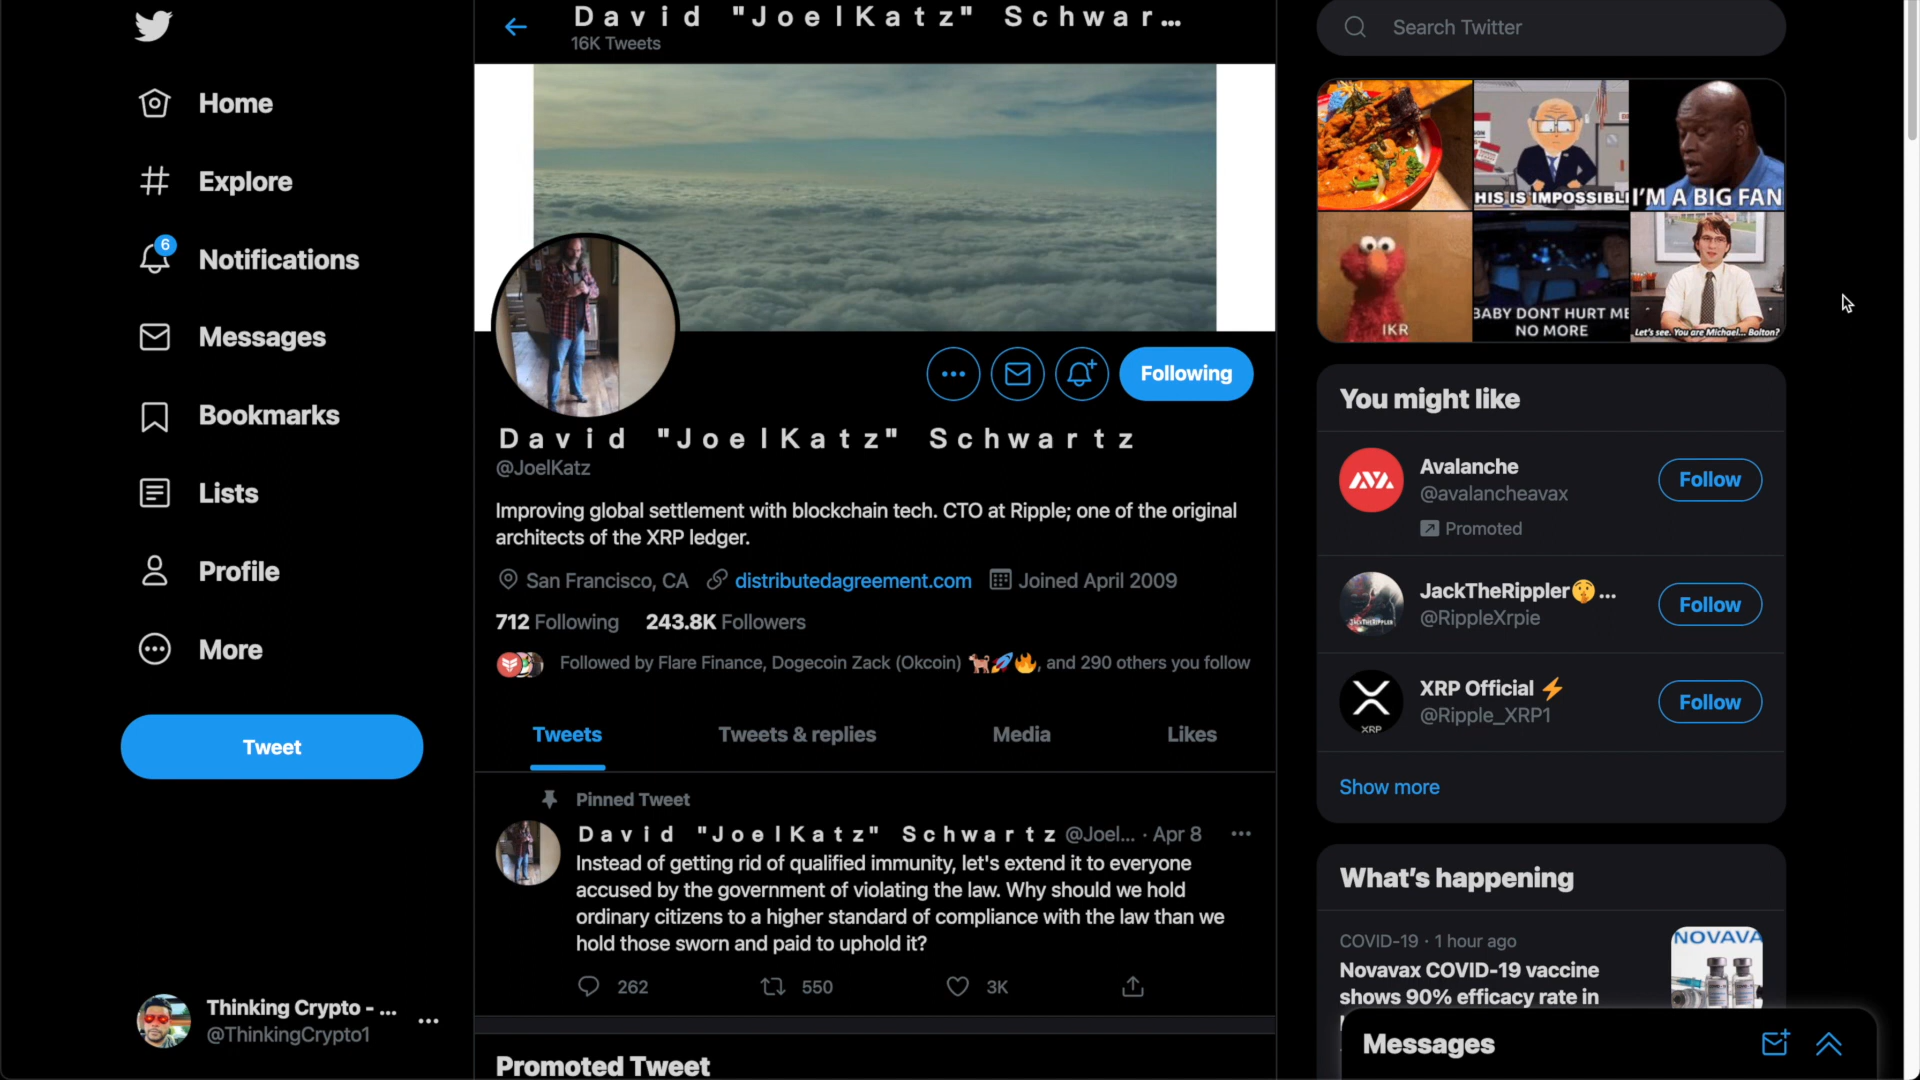 Home
Explore
6
Notifications
Messages
Bookmarks
Lists
Profile
More
Tweet
Thinking Crypto - ...
@ThinkingCrypto1
David "JoelKatz" Schwar...
16K Tweets
Following
David "JoelKatz" Schwartz
@JoelKatz
Improving global settlement with blockchain tech. CTO at Ripple; one of the original
architects of the XRP ledger.
San Francisco, CA distributedagreement.com Joined April 2009
712 Following 243.8K Followers
Followed by Flare Finance, Dogecoin Zack (Okcoin) 🐕🚀🔥, and 290 others you follow
Tweets Tweets & replies Media Likes
Pinned Tweet
David "JoelKatz" Schwartz @Joel... · Apr 8
Instead of getting rid of qualified immunity, let's extend it to everyone
accused by the government of violating the law. Why should we hold
ordinary citizens to a higher standard of compliance with the law than we
hold those sworn and paid to uphold it?
262 550 3K
Promoted Tweet
Search Twitter
HIS IS IMPOSSIBL
I'M A BIG FAN
IKR
BABY DONT HURT ME
NO MORE
Let's see. You are Michael... Bolton?
You might like
Avalanche
@avalancheavax
Promoted
Follow
JackTheRippler🤫...
@RippleXrpie
Follow
XRP Official ⚡
@Ripple_XRP1
XRP
Follow
Show more
What's happening
COVID-19 · 1 hour ago
Novavax COVID-19 vaccine
shows 90% efficacy rate in
NOVAVA
Messages